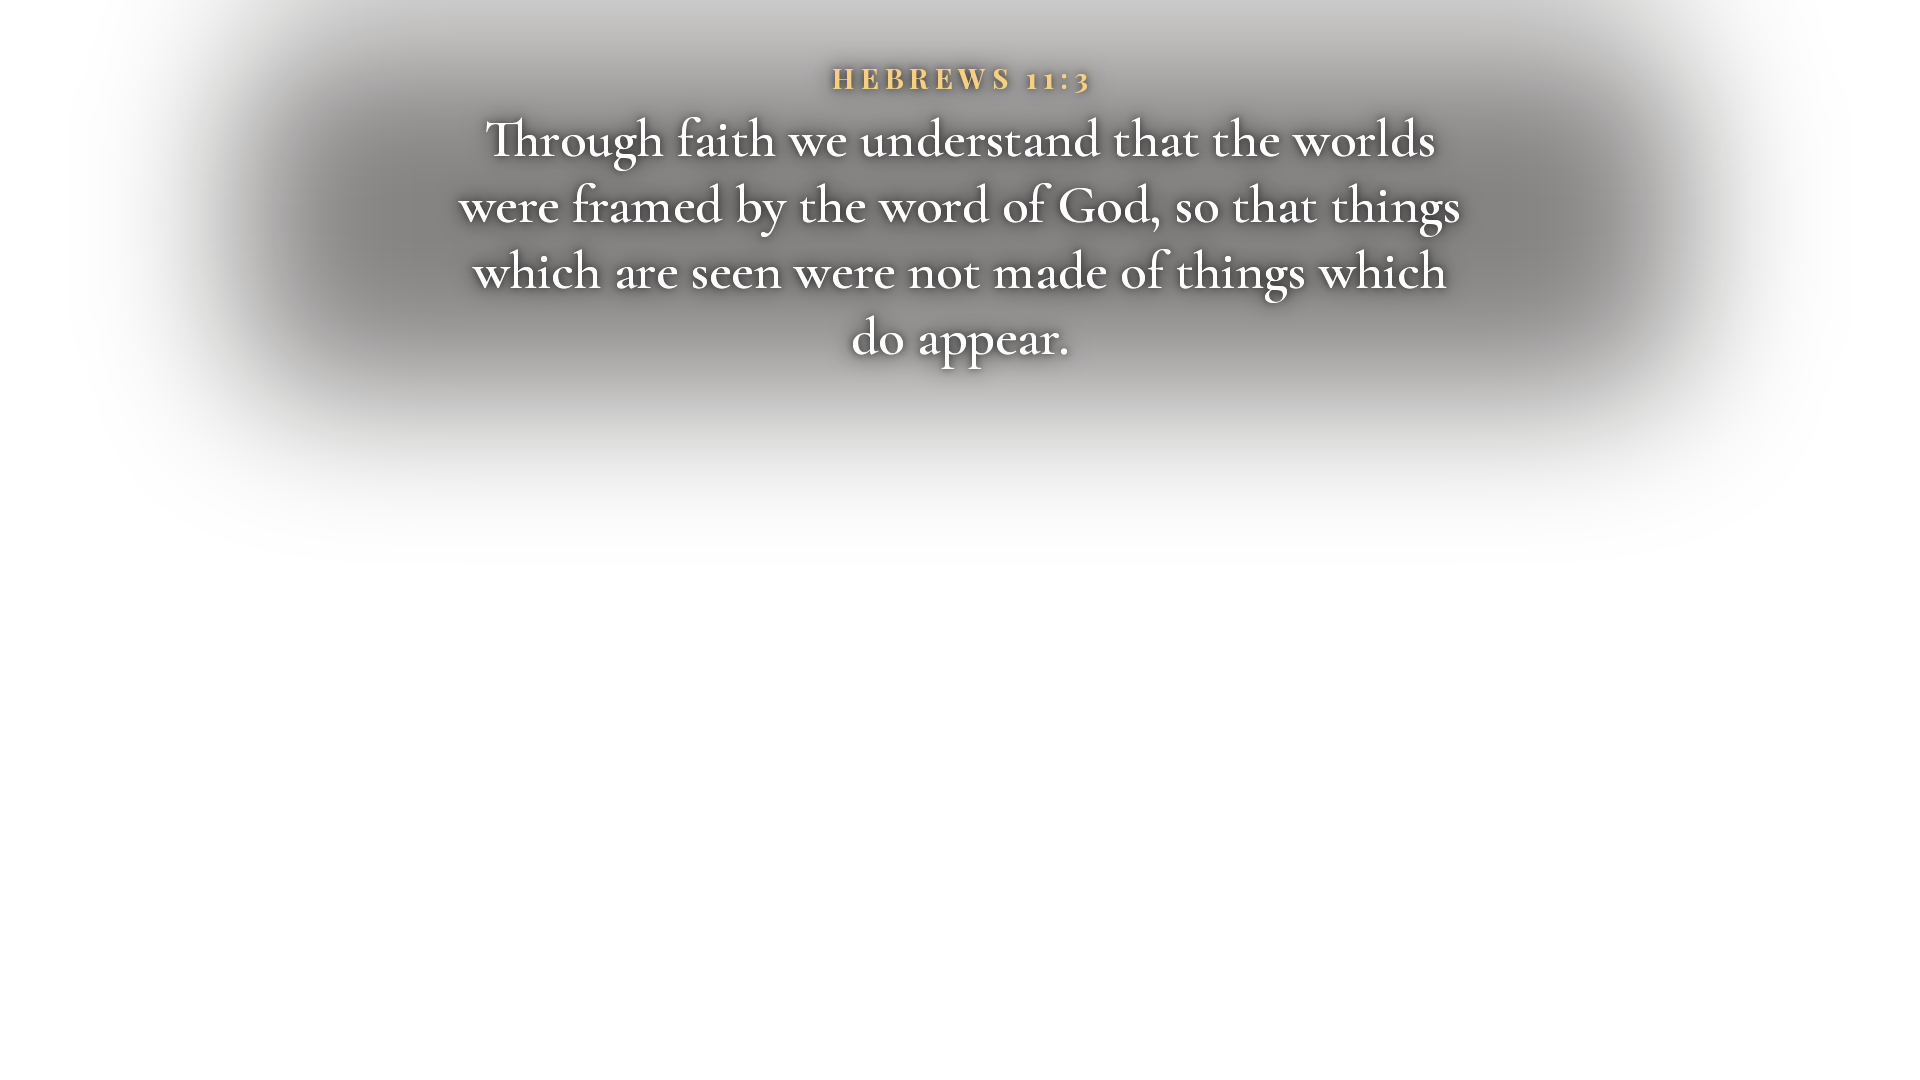 HEBREWS 11:3
Through faith we understand that the worlds
were framed by the word of God, so that things
which are seen were not made of things which
do appear.